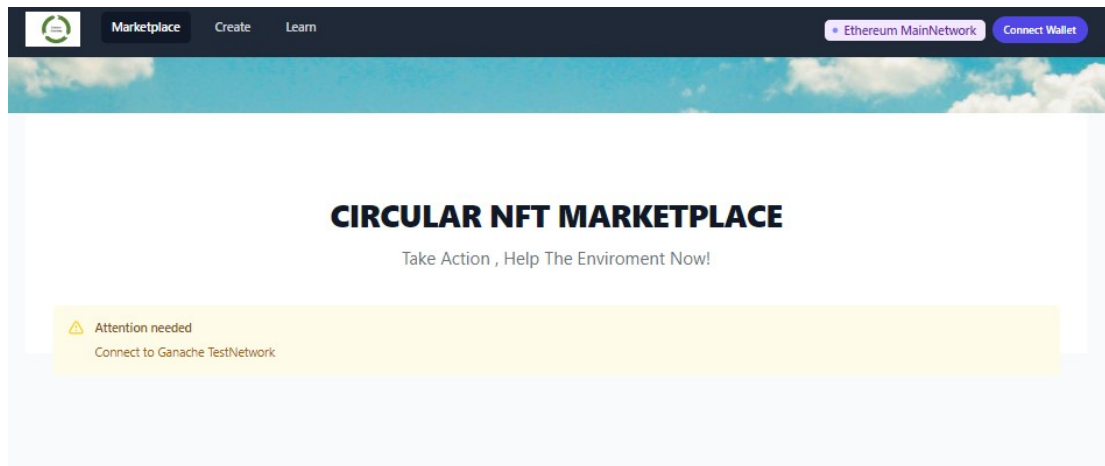 Marketplace Create Learn Ethereum MainNetwork Connect Wallet
CIRCULAR NFT MARKETPLACE
Take Action , Help The Enviroment Now!
Attention needed
Connect to Ganache TestNetwork